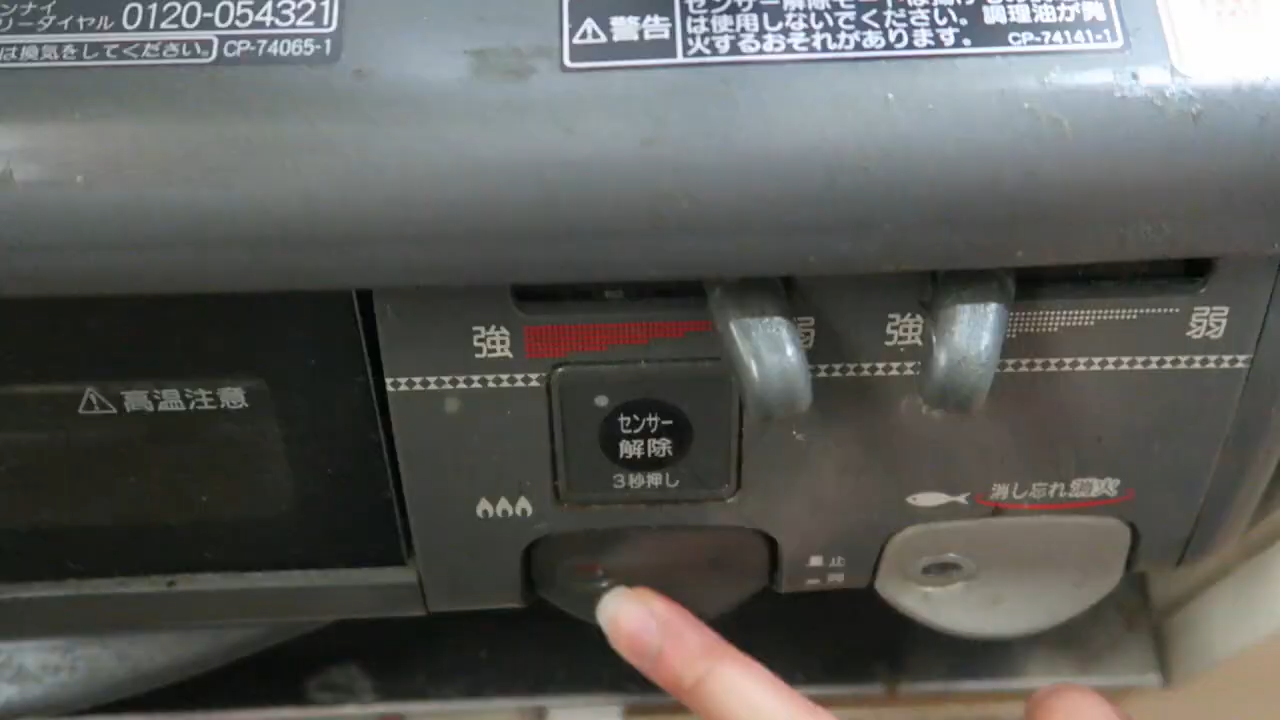 ンナイ
リーダイヤル 0120-054321
は換気をしてください。 CP-74065-1
警告
は使用しないでください。調理油が発
火するおそれがあります。 CP-74141-1
強 弱
強 弱
高温注意
センサー
解除
3秒押し
消し忘れ消火